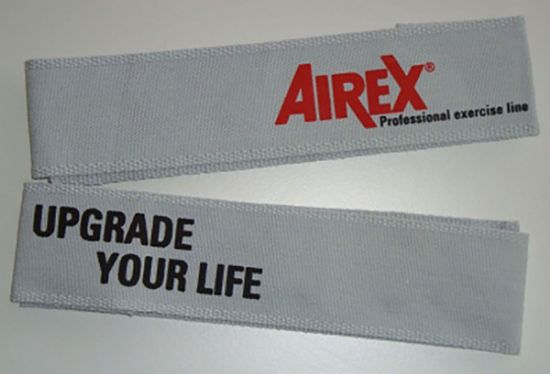 AIREX®
Professional exercise line
UPGRADE
YOUR LIFE